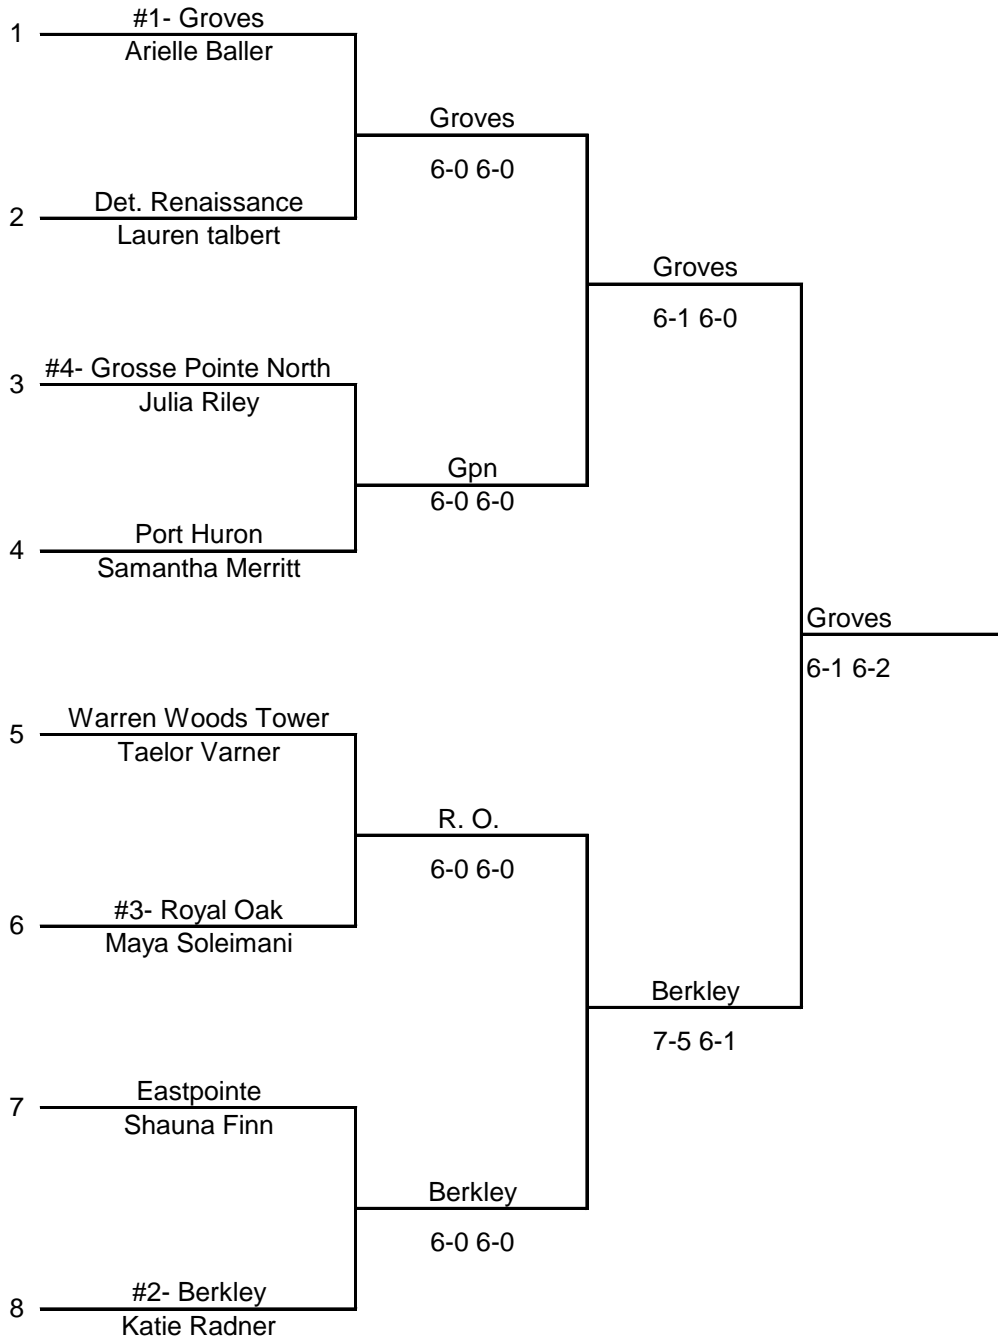 1
#1- Groves
Arielle Baller
Groves
6-0 6-0
2
Det. Renaissance
Lauren talbert
Groves
6-1 6-0
3
#4- Grosse Pointe North
Julia Riley
Gpn
6-0 6-0
4
Port Huron
Samantha Merritt
Groves
6-1 6-2
5
Warren Woods Tower
Taelor Varner
R. O.
6-0 6-0
6
#3- Royal Oak
Maya Soleimani
Berkley
7-5 6-1
7
Eastpointe
Shauna Finn
Berkley
6-0 6-0
8
#2- Berkley
Katie Radner